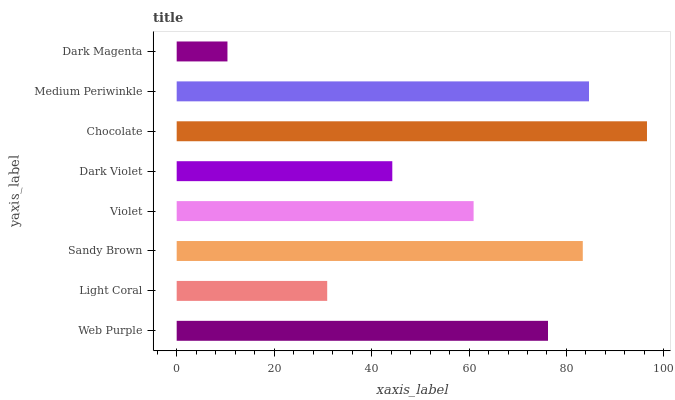 title
Dark Magenta
Medium Periwinkle
Chocolate
Dark Violet
Violet
Sandy Brown
Light Coral
Web Purple
yaxis_label
0 20 40 60 80 100
xaxis_label